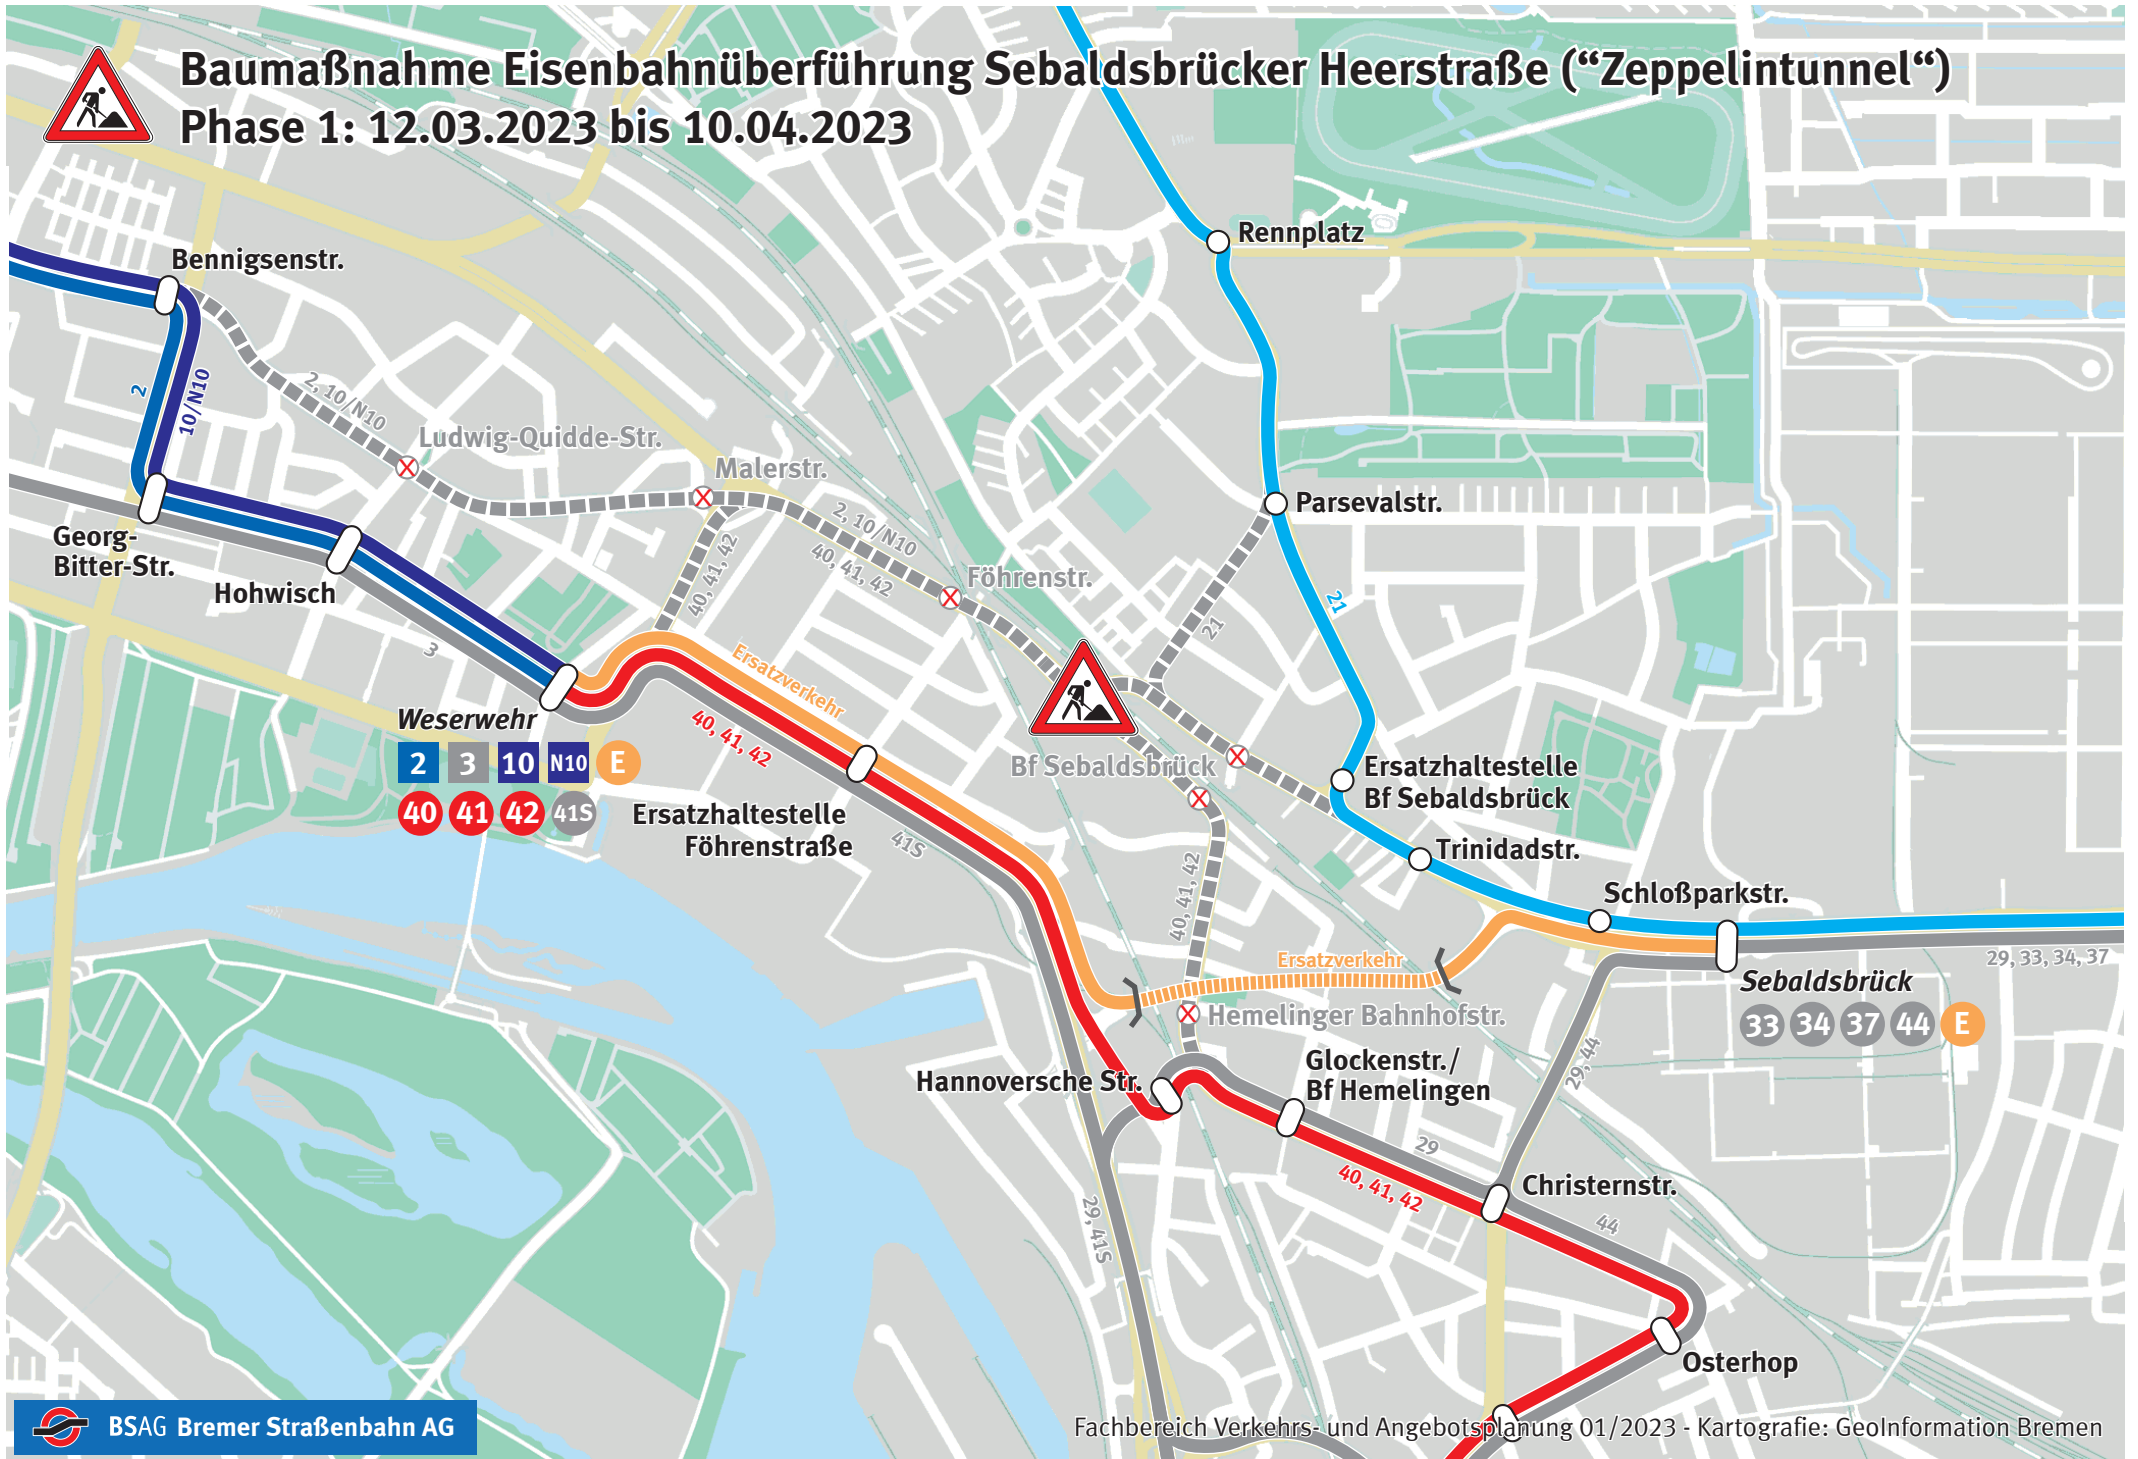 Baumaßnahme Eisenbahnüberführung Sebaldsbrücker Heerstraße (“Zeppelintunnel“)
Phase 1: 12.03.2023 bis 10.04.2023
Rennplatz
Bennigsenstr.
2
10/N10
2, 10/N10
Ludwig-Quidde-Str.
Malerstr.
Parsevalstr.
Georg-
Bitter-Str.
Hohwisch
2, 10/N10
40, 41, 42
40, 41, 42
Föhrenstr.
21
21
3
Ersatzverkehr
40, 41, 42
Weserwehr
2 3 10 N10 E
40 41 42 41S
Bf Sebaldsbrück
Ersatzhaltestelle
Bf Sebaldsbrück
Ersatzhaltestelle
Föhrenstraße
41S
Trinidadstr.
40, 41, 42
Schloßparkstr.
Ersatzverkehr
29, 33, 34, 37
Sebaldsbrück
33 34 37 44 E
Hemelinger Bahnhofstr.
29, 44
Hannoversche Str.
Glockenstr./
Bf Hemelingen
29
40, 41, 42
Christernstr.
44
29, 41S
Osterhop
BSAG Bremer Straßenbahn AG
Fachbereich Verkehrs- und Angebotsplanung 01/2023 - Kartografie: GeoInformation Bremen